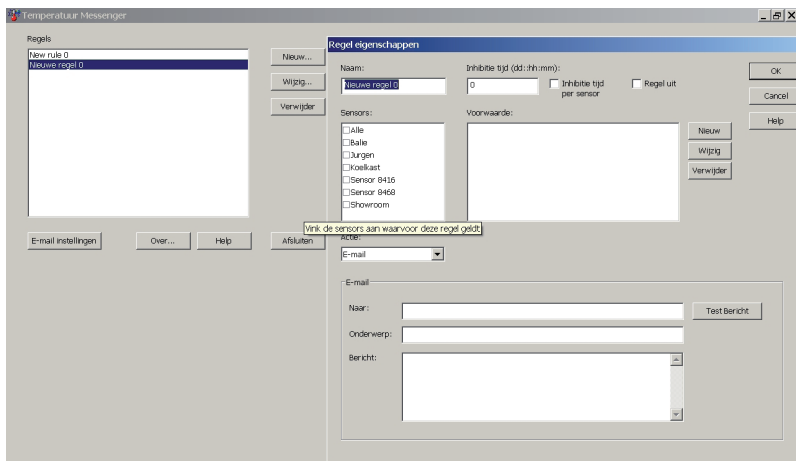 Temperatuur Messenger
Regels
New rule 0
Nieuwe regel 0
Nieuw...
Wijzig...
Verwijder
E-mail instellingen
Over...
Help
Afsluiten
Regel eigenschappen
Naam:
Nieuwe regel 0
Inhibitie tijd (dd::hh:mm):
0
Inhibitie tijd
per sensor
Regel uit
OK
Cancel
Help
Sensors:
Alle
Balie
Jurgen
Koelkast
Sensor 8416
Sensor 8468
Showroom
Voorwaarde:
Nieuw
Wijzig
Verwijder
Vink de sensors aan waarvoor deze regel geldt
Actie:
E-mail
E-mail
Naar:
Test Bericht
Onderwerp:
Bericht: